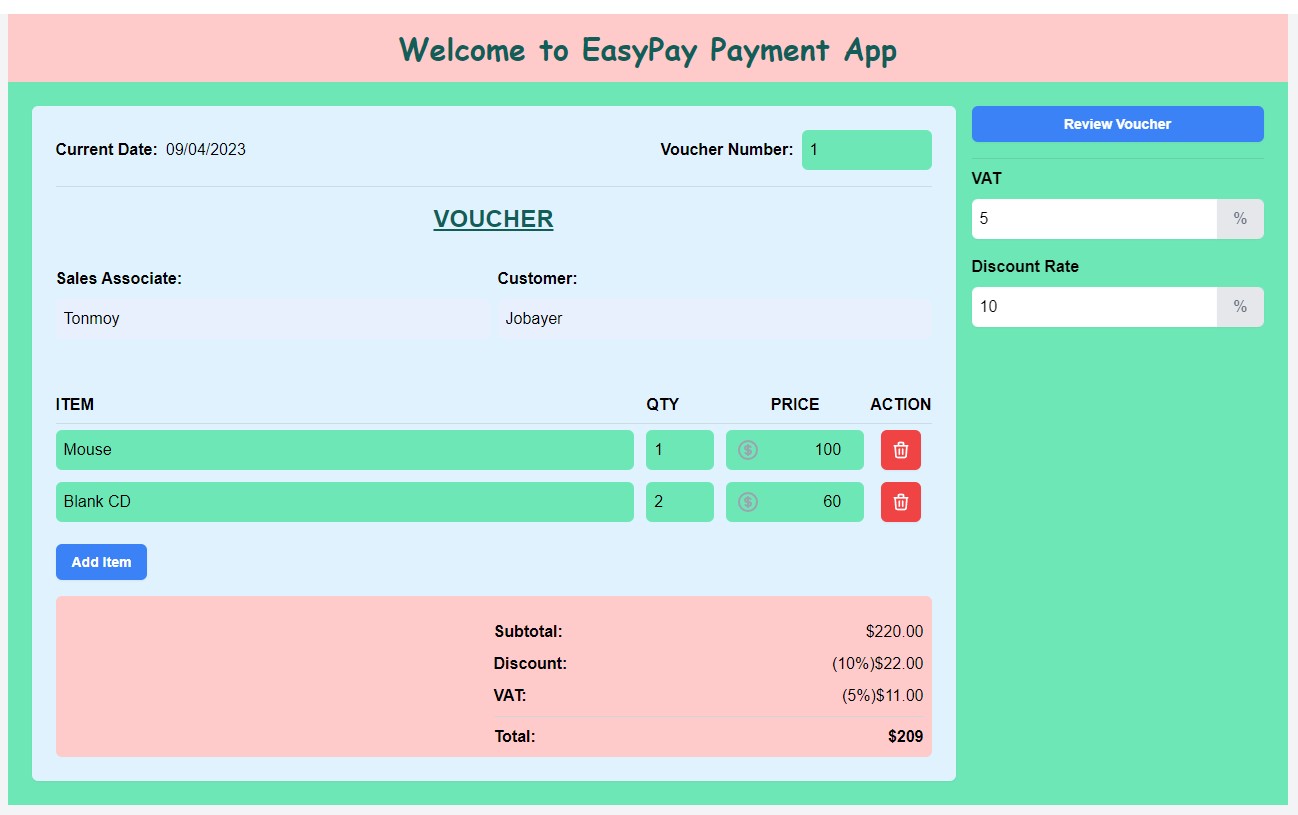 Welcome to EasyPay Payment App
Current Date: 09/04/2023 Voucher Number: 1
VOUCHER
Sales Associate: Customer:
Tonmoy Jobayer
ITEM QTY PRICE ACTION
Mouse 1 $ 100
Blank CD 2 $ 60
Add Item
Subtotal: $220.00
Discount: (10%)$22.00
VAT: (5%)$11.00
Total: $209
Review Voucher
VAT
5 %
Discount Rate
10 %